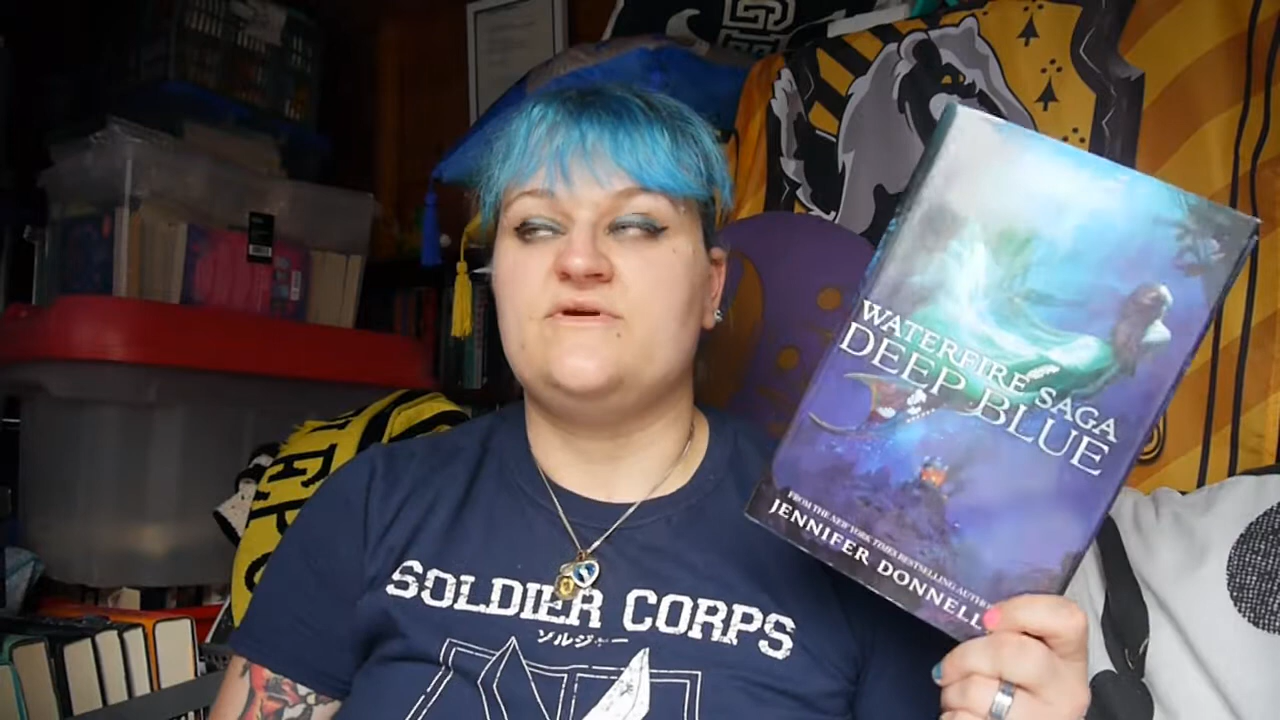 WATERFIRE SAGA
DEEP BLUE
FROM THE NEW YORK TIMES BESTSELLING AUTHOR
JENNIFER DONNELL
SOLDIER CORPS
ソルジャー